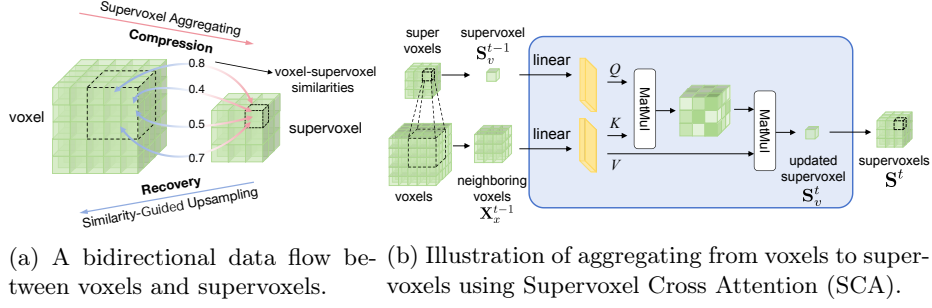 Supervoxel Aggregating
Compression
0.8
voxel-supervoxel
similarities
0.4
voxel
0.5
supervoxel
0.7
Recovery
Similarity-Guided Upsampling
(a) A bidirectional data flow be-
tween voxels and supervoxels.
super
voxels
supervoxel
S_v^{t-1}
linear
Q
MatMul
linear
K
V
MatMul
voxels
neighboring
voxels
X_x^{t-1}
updated
supervoxel
S_v^t
supervoxels
S^t
(b) Illustration of aggregating from voxels to super-
voxels using Supervoxel Cross Attention (SCA).